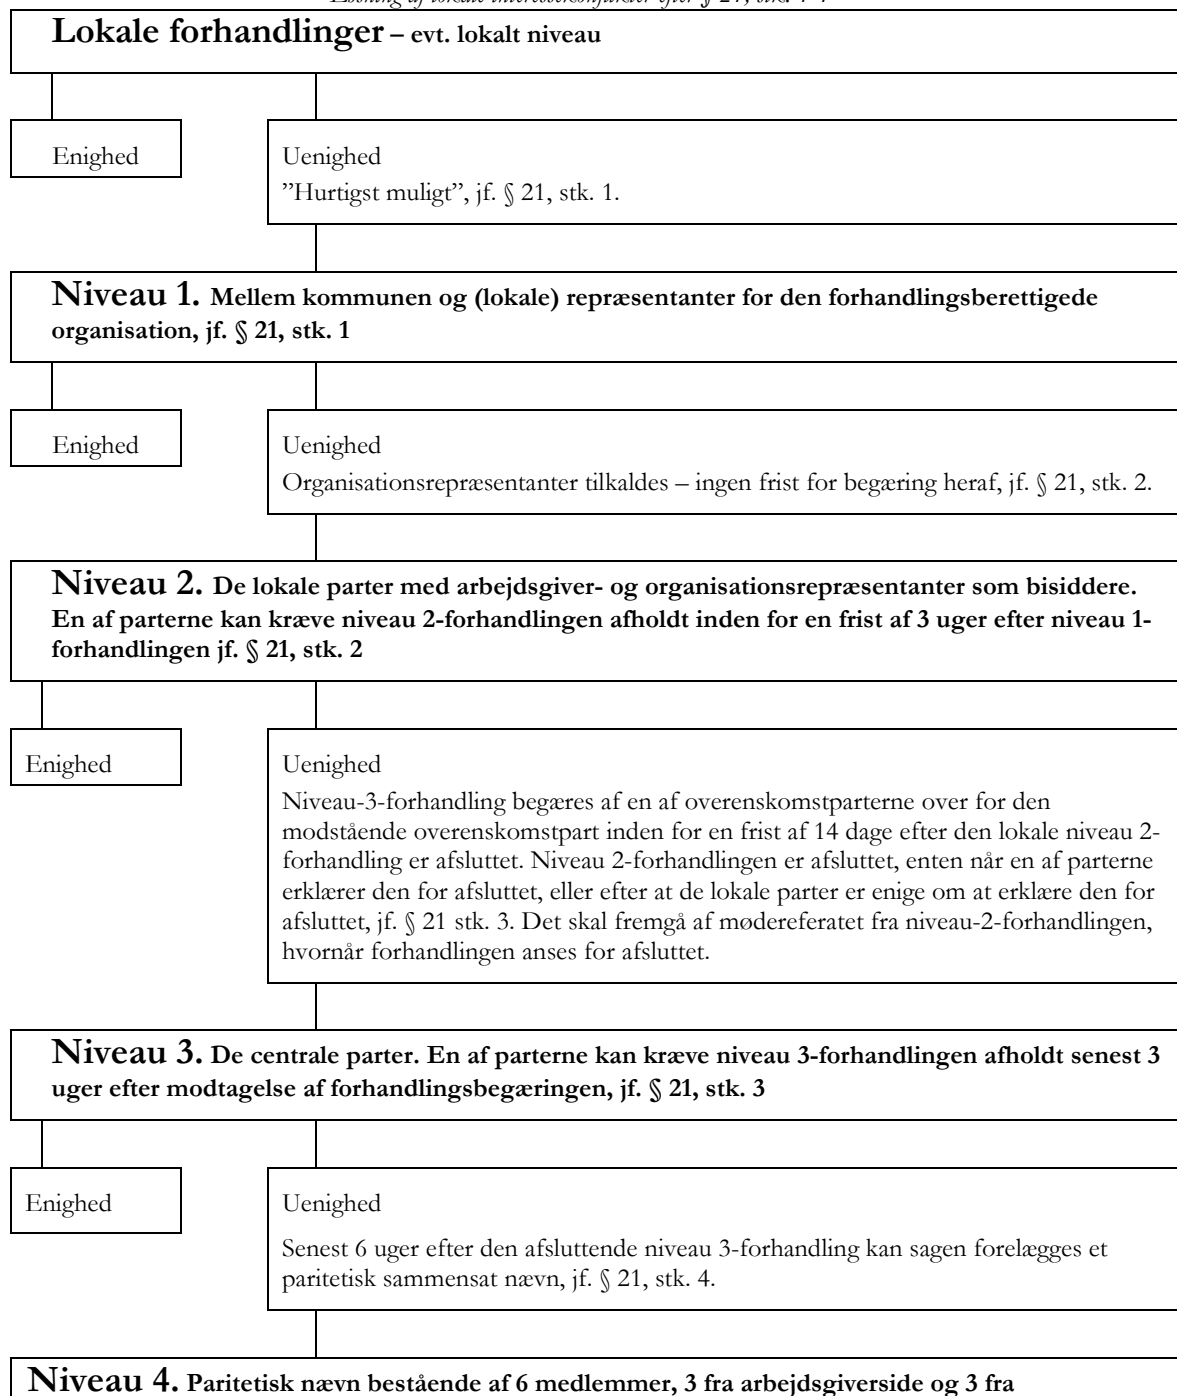 Lokale forhandlinger – evt. lokalt niveau
Enighed
Uenighed
”Hurtigst muligt”, jf. § 21, stk. 1.
Niveau 1. Mellem kommunen og (lokale) repræsentanter for den forhandlingsberettigede
organisation, jf. § 21, stk. 1
Enighed
Uenighed
Organisationsrepræsentanter tilkaldes – ingen frist for begæring heraf, jf. § 21, stk. 2.
Niveau 2. De lokale parter med arbejdsgiver- og organisationsrepræsentanter som bisiddere.
En af parterne kan kræve niveau 2-forhandlingen afholdt inden for en frist af 3 uger efter niveau 1-
forhandlingen jf. § 21, stk. 2
Enighed
Uenighed
Niveau-3-forhandling begæres af en af overenskomstparterne over for den
modstående overenskomstpart inden for en frist af 14 dage efter den lokale niveau 2-
forhandling er afsluttet. Niveau 2-forhandlingen er afsluttet, enten når en af parterne
erklærer den for afsluttet, eller efter at de lokale parter er enige om at erklære den for
afsluttet, jf. § 21 stk. 3. Det skal fremgå af mødereferatet fra niveau-2-forhandlingen,
hvornår forhandlingen anses for afsluttet.
Niveau 3. De centrale parter. En af parterne kan kræve niveau 3-forhandlingen afholdt senest 3
uger efter modtagelse af forhandlingsbegæringen, jf. § 21, stk. 3
Enighed
Uenighed
Senest 6 uger efter den afsluttende niveau 3-forhandling kan sagen forelægges et
paritetisk sammensat nævn, jf. § 21, stk. 4.
Niveau 4. Paritetisk nævn bestående af 6 medlemmer, 3 fra arbejdsgiverside og 3 fra